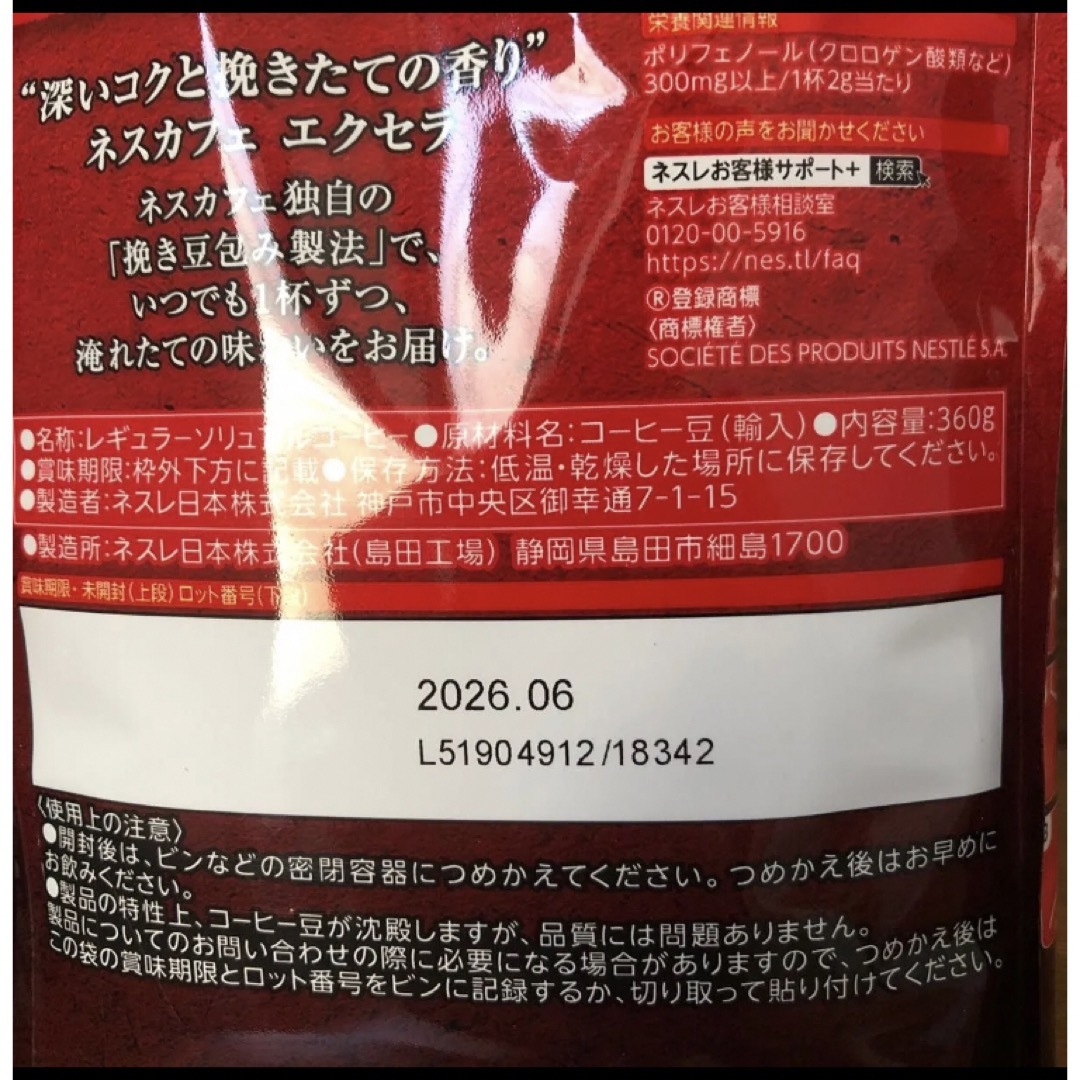 “深いコクと挽きたての香り”
ネスカフェ エクセラ
ネスカフェ独自の
「挽き豆包み製法」で、
いつでも1杯ずつ、
淹れたての味わいをお届け。
栄養関連情報
ポリフェノール(クロロゲン酸類など)
300mg以上/1杯2g当たり
お客様の声をお聞かせください
ネスレお客様サポート+ 検索
ネスレお客様相談室
0120-00-5916
https://nes.tl/faq
®登録商標
〈商標権者〉
SOCIÉTÉ DES PRODUITS NESTLÉ S.A.
●名称:レギュラーソリュブルコーヒー●原材料名:コーヒー豆(輸入)●内容量:360g
●賞味期限:枠外下方に記載●保存方法:低温・乾燥した場所に保存してください。
●製造者:ネスレ日本株式会社 神戸市中央区御幸通7-1-15
●製造所:ネスレ日本株式会社(島田工場) 静岡県島田市細島1700
賞味期限・未開封(上段) ロット番号(下段)
2026.06
L51904912/18342
〈使用上の注意〉
●開封後は、ビンなどの密閉容器につめかえてください。つめかえ後はお早めに
お飲みください。
●製品の特性上、コーヒー豆が沈殿しますが、品質には問題ありません。
製品についてのお問い合わせの際に必要になる場合がありますので、つめかえ後は
この袋の賞味期限とロット番号をビンに記録するか、切り取って貼り付けてください。